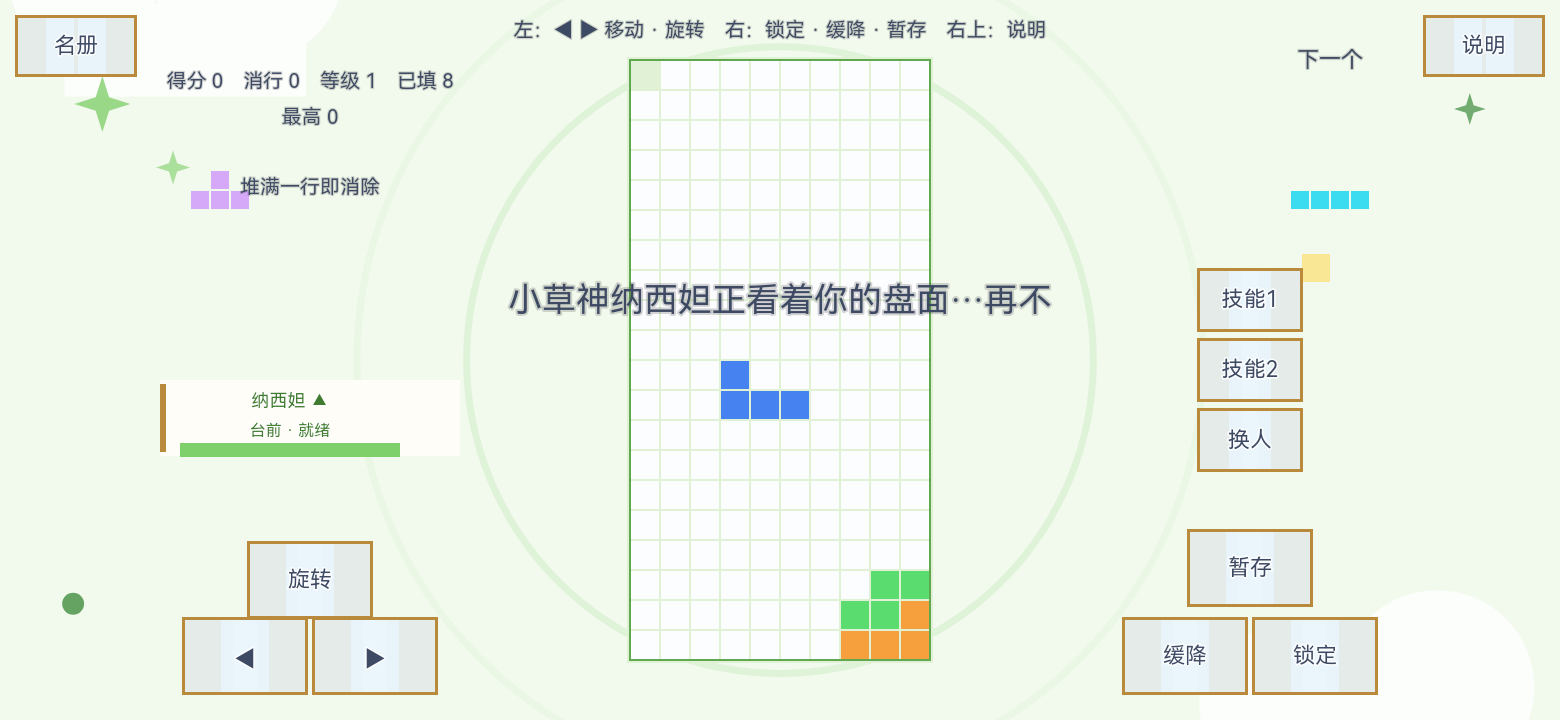 左: ◀ ▶ 移动 · 旋转 右: 锁定 · 缓降 · 暂存 右上: 说明
名册
说明
下一个
得分 0 消行 0 等级 1 已填 8
最高 0
堆满一行即消除
小草神纳西妲正看着你的盘面…再不
技能1
技能2
换人
纳西妲 ▲
台前 · 就绪
旋转
◀ ▶
暂存
缓降
锁定